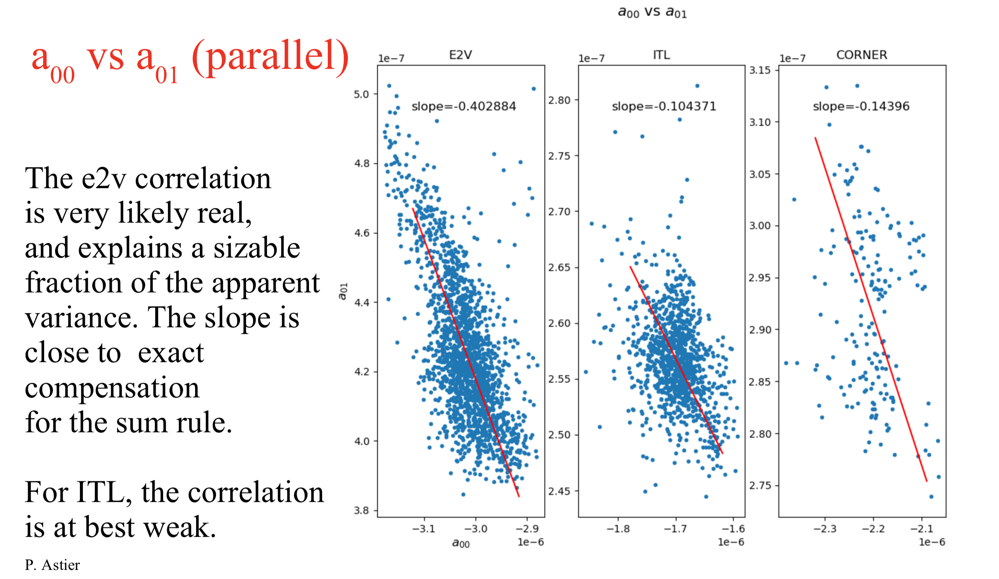 a00 vs a01 (parallel)
The e2v correlation
is very likely real,
and explains a sizable
fraction of the apparent
variance. The slope is
close to exact
compensation
for the sum rule.
For ITL, the correlation
is at best weak.
P. Astier
a00 vs a01
1e−7
E2V
slope=-0.402884
5.0
4.8
4.6
4.4
4.2
4.0
3.8
a01
−3.1 −3.0 −2.9
a00
1e−6
1e−7
ITL
slope=-0.104371
2.80
2.75
2.70
2.65
2.60
2.55
2.50
2.45
−1.8 −1.7 −1.6
1e−6
1e−7
CORNER
slope=-0.14396
3.15
3.10
3.05
3.00
2.95
2.90
2.85
2.80
2.75
−2.3 −2.2 −2.1
1e−6